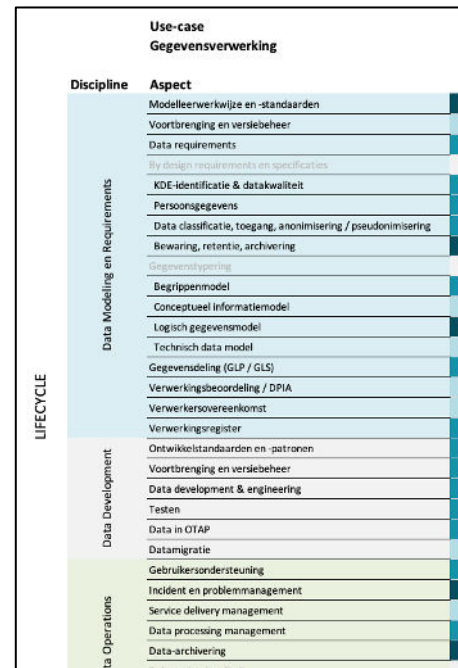 Use-case
Gegevensverwerking
Discipline Aspect
LIFECYCLE
Data Modeling en Requirements
Modelleerwerkwijze en -standaarden
Voortbrenging en versiebeheer
Data requirements
By design requirements en specificaties
KDE-identificatie & datakwaliteit
Persoonsgegevens
Data classificatie, toegang, anonimisering / pseudonimisering
Bewaring, retentie, archivering
Gegevenstypering
Begrippenmodel
Conceptueel informatiemodel
Logisch gegevensmodel
Technisch data model
Gegevensdeling (GLP / GLS)
Verwerkingsbeoordeling / DPIA
Verwerkersovereenkomst
Verwerkingsregister
Data Development
Ontwikkelstandaarden en -patronen
Voortbrenging en versiebeheer
Data development & engineering
Testen
Data in OTAP
Datamigratie
ta Operations
Gebruikersondersteuning
Incident en problemmanagement
Service delivery management
Data processing management
Data-archivering